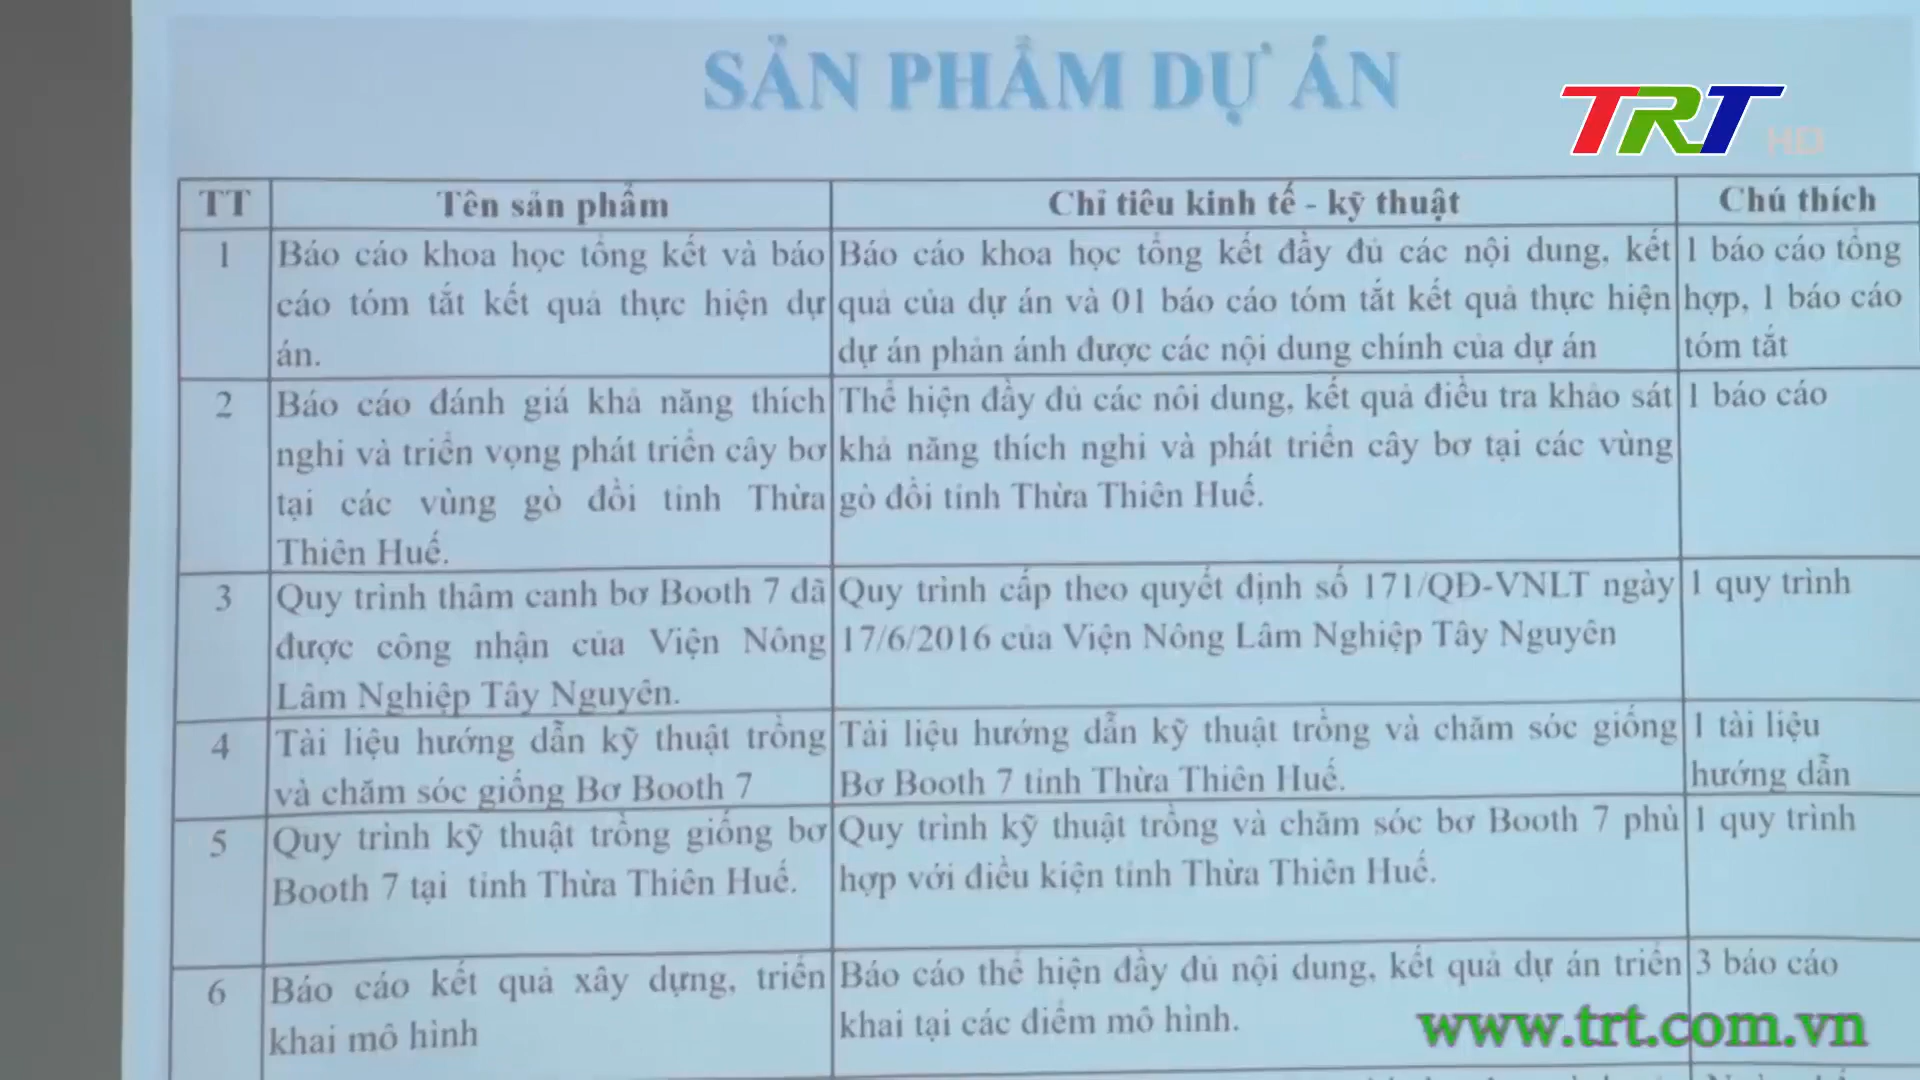 SẢN PHẨM DỰ ÁN
TRT HD
TT
Tên sản phẩm
Chỉ tiêu kinh tế - kỹ thuật
Chú thích
1
Báo cáo khoa học tổng kết và báo
cáo tóm tắt kết quả thực hiện dự
án.
Báo cáo khoa học tổng kết đầy đủ các nội dung, kết
quả của dự án và 01 báo cáo tóm tắt kết quả thực hiện
dự án phản ánh được các nội dung chính của dự án
1 báo cáo tổng
hợp, 1 báo cáo
tóm tắt
2
Báo cáo đánh giá khả năng thích
nghi và triển vọng phát triển cây bơ
tại các vùng gò đồi tỉnh Thừa
Thiên Huế.
Thể hiện đầy đủ các nôi dung, kết quả điều tra khảo sát
khả năng thích nghi và phát triển cây bơ tại các vùng
gò đồi tỉnh Thừa Thiên Huế.
1 báo cáo
3
Quy trình thâm canh bơ Booth 7 đã
được công nhận của Viện Nông
Lâm Nghiệp Tây Nguyên.
Quy trình cấp theo quyết định số 171/QĐ-VNLT ngày
17/6/2016 của Viện Nông Lâm Nghiệp Tây Nguyên
1 quy trình
4
Tài liệu hướng dẫn kỹ thuật trồng
và chăm sóc giống Bơ Booth 7
Tài liệu hướng dẫn kỹ thuật trồng và chăm sóc giống
Bơ Booth 7 tỉnh Thừa Thiên Huế.
1 tài liệu
hướng dẫn
5
Quy trình kỹ thuật trồng giống bơ
Booth 7 tại tỉnh Thừa Thiên Huế.
Quy trình kỹ thuật trồng và chăm sóc bơ Booth 7 phù
hợp với điều kiện tỉnh Thừa Thiên Huế.
1 quy trình
6
Báo cáo kết quả xây dựng, triển
khai mô hình
Báo cáo thể hiện đầy đủ nội dung, kết quả dự án triển
khai tại các điểm mô hình.
3 báo cáo
www.trt.com.vn